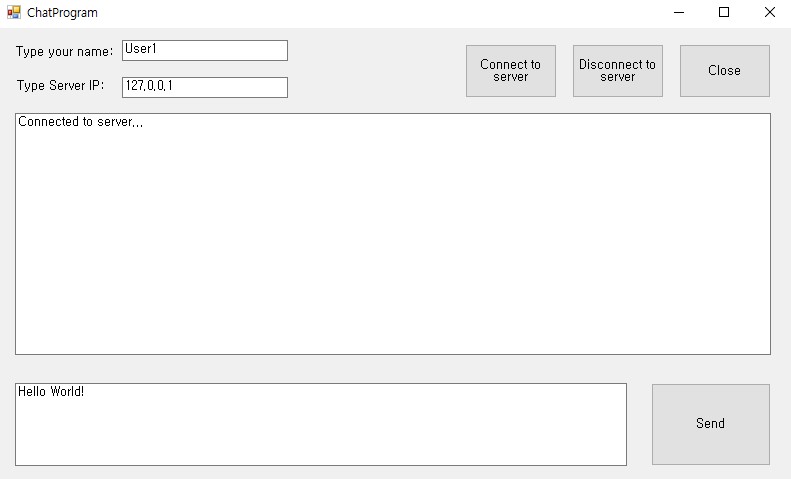 ChatProgram
Type your name: User1
Connect to
server
Disconnect to
server
Close
Type Server IP: 127.0.0.1
Connected to server...
Hello World!
Send